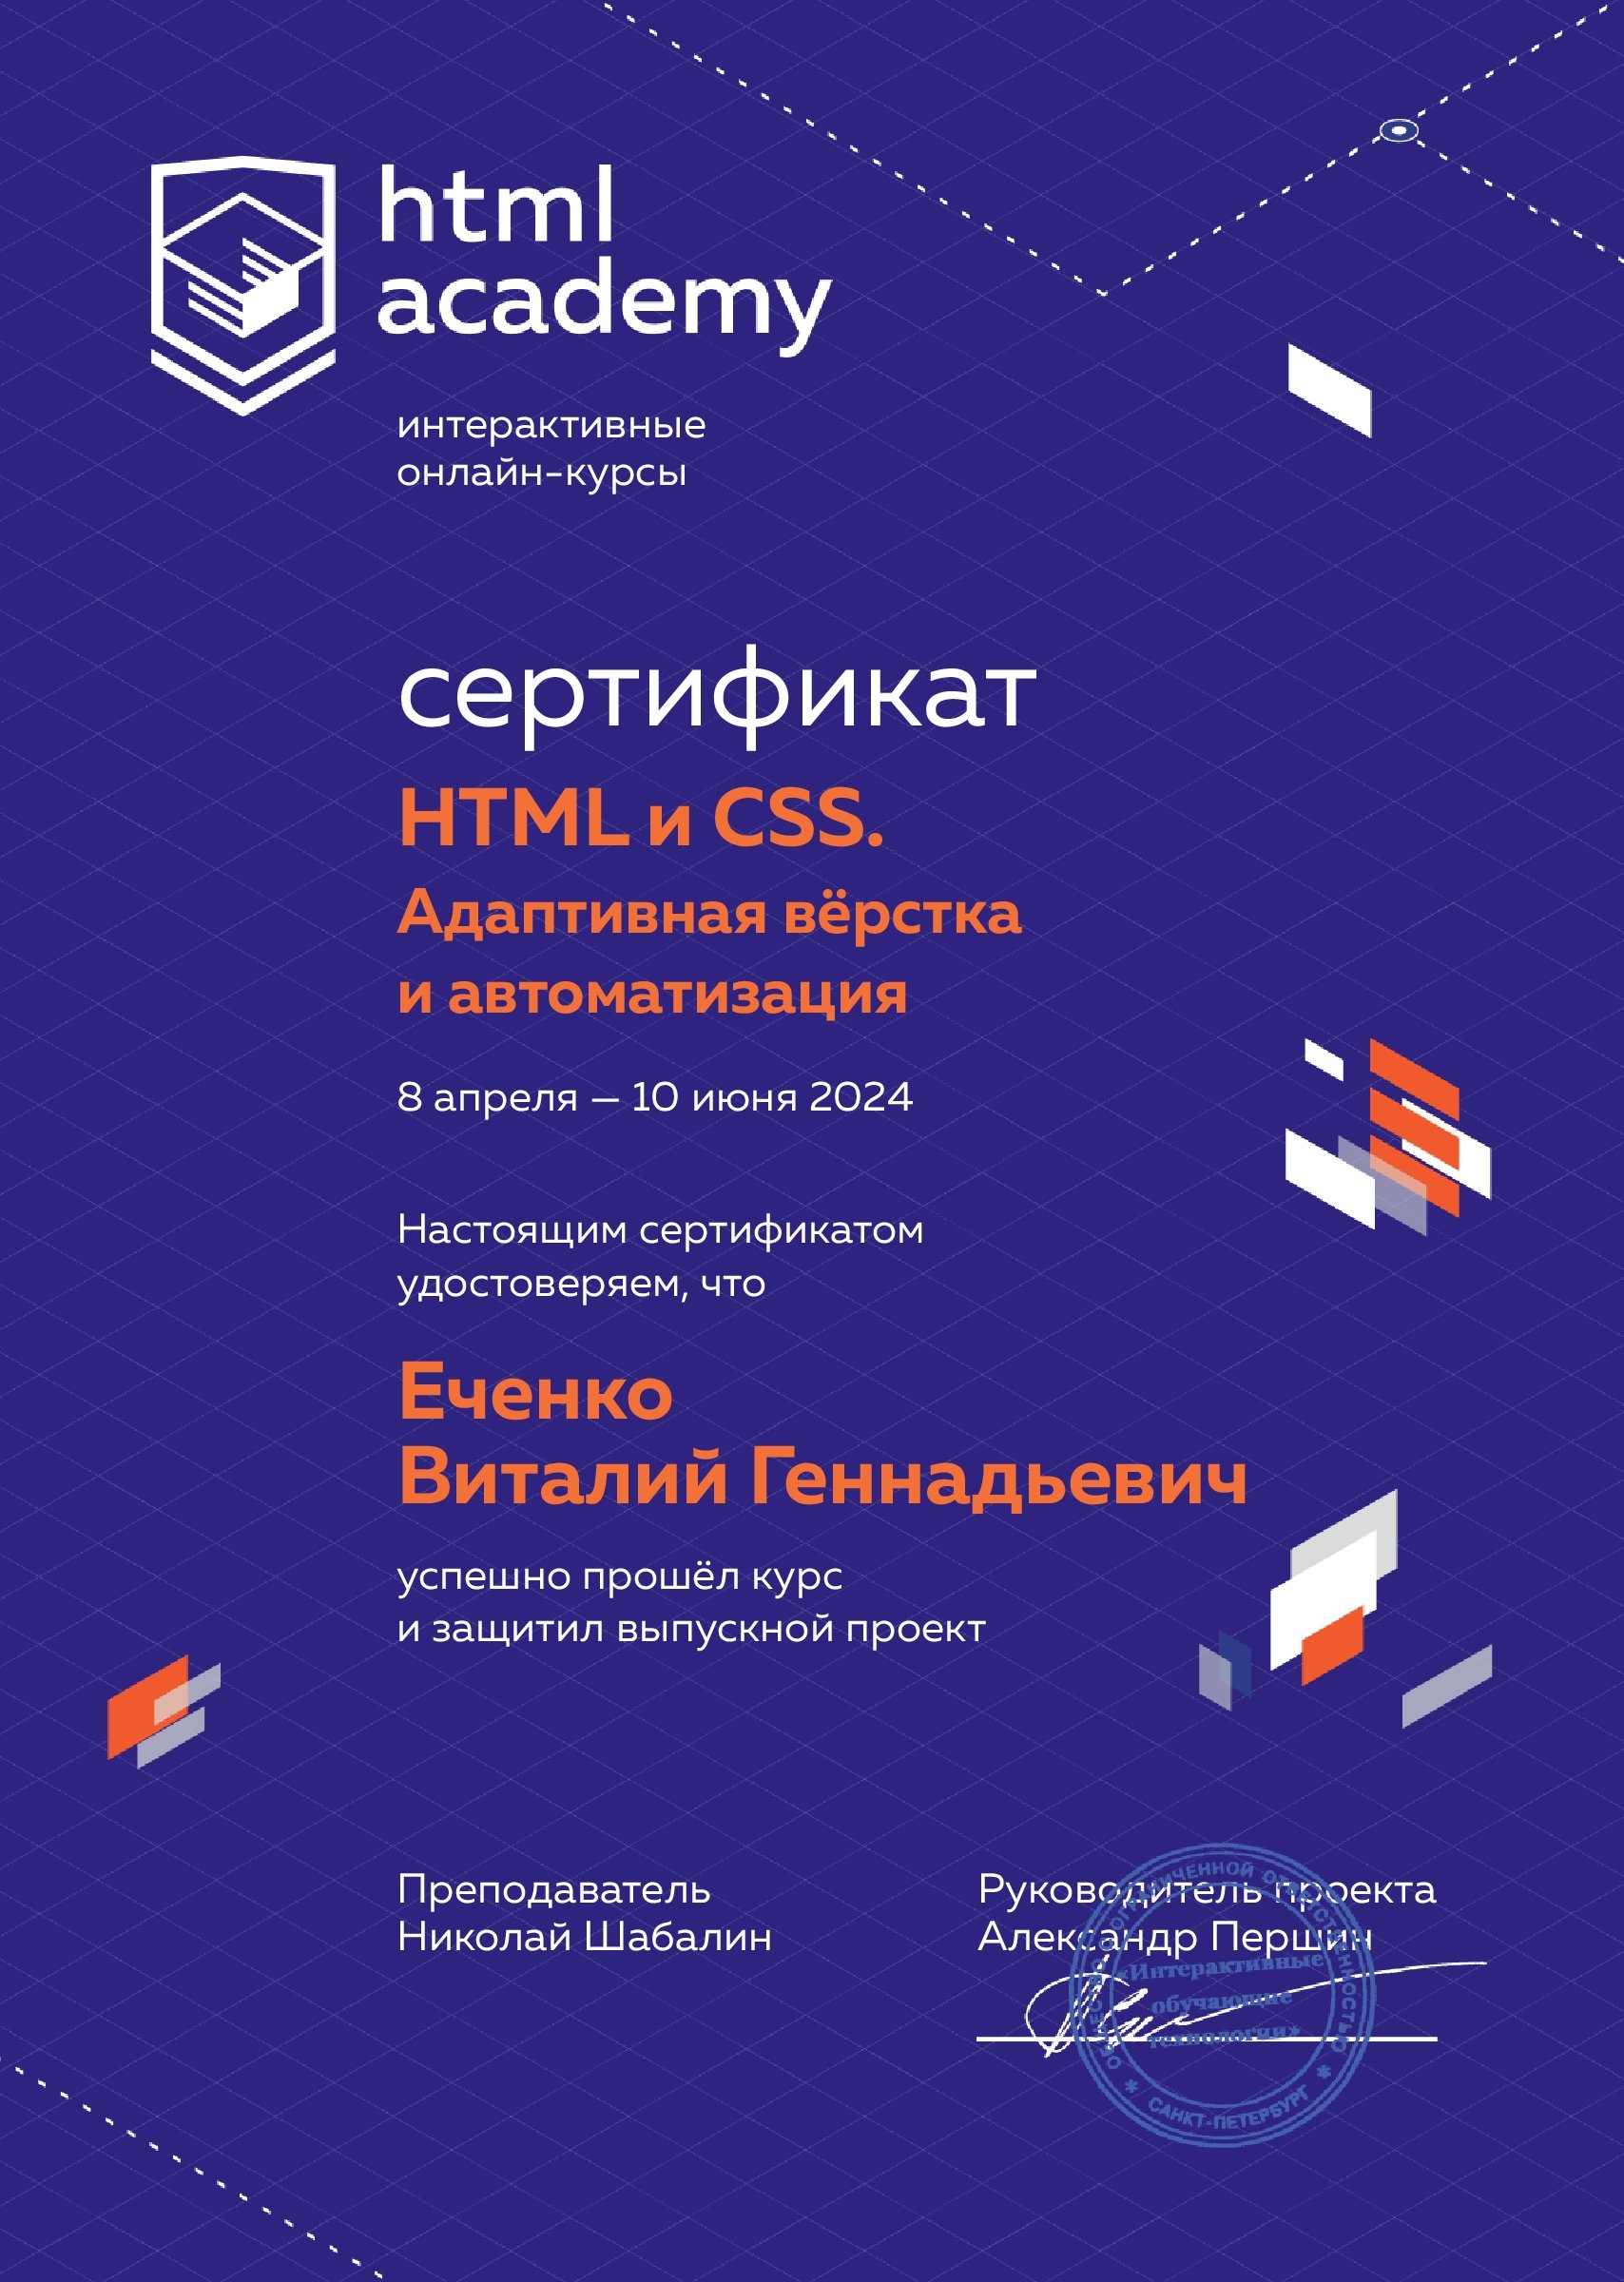 html
academy
интерактивные
онлайн-курсы
сертификат
HTML и CSS.
Адаптивная вёрстка
и автоматизация
8 апреля — 10 июня 2024
Настоящим сертификатом
удостоверяем, что
Еченко
Виталий Геннадьевич
успешно прошёл курс
и защитил выпускной проект
Преподаватель
Николай Шабалин
Руководитель проекта
Александр Першин
«Интерактивные
обучающие
технологии»
САНКТ-ПЕТЕРБУРГ